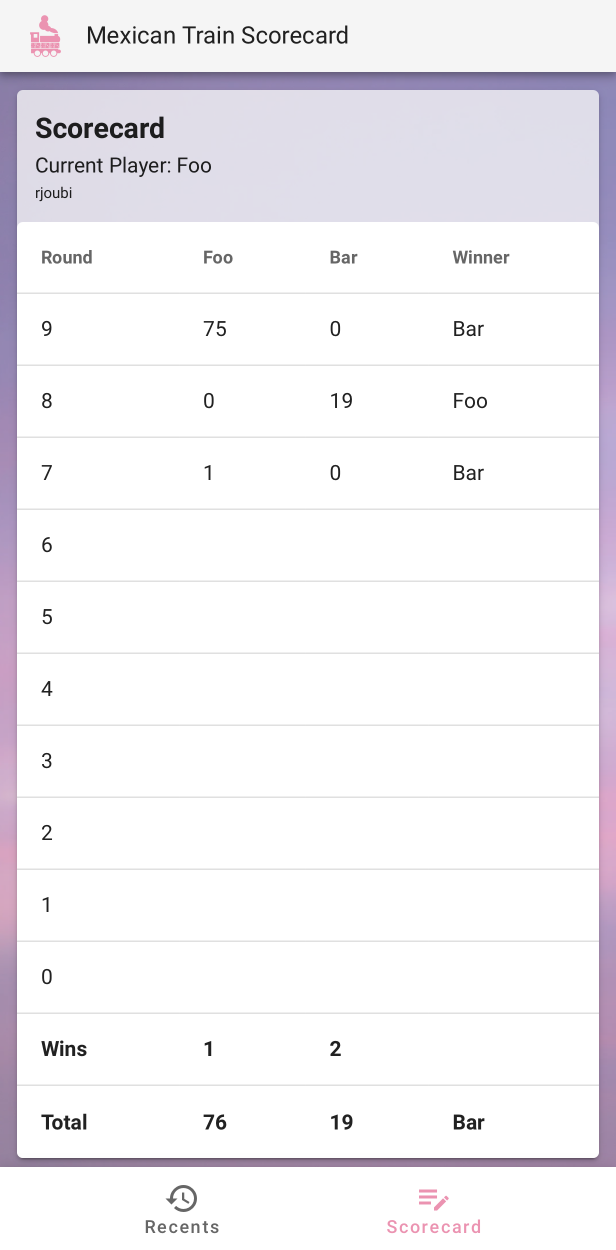 Mexican Train Scorecard
Scorecard
Current Player: Foo
rjoubi
Round Foo Bar Winner
9 75 0 Bar
8 0 19 Foo
7 1 0 Bar
6
5
4
3
2
1
0
Wins 1 2
Total 76 19 Bar
Recents Scorecard